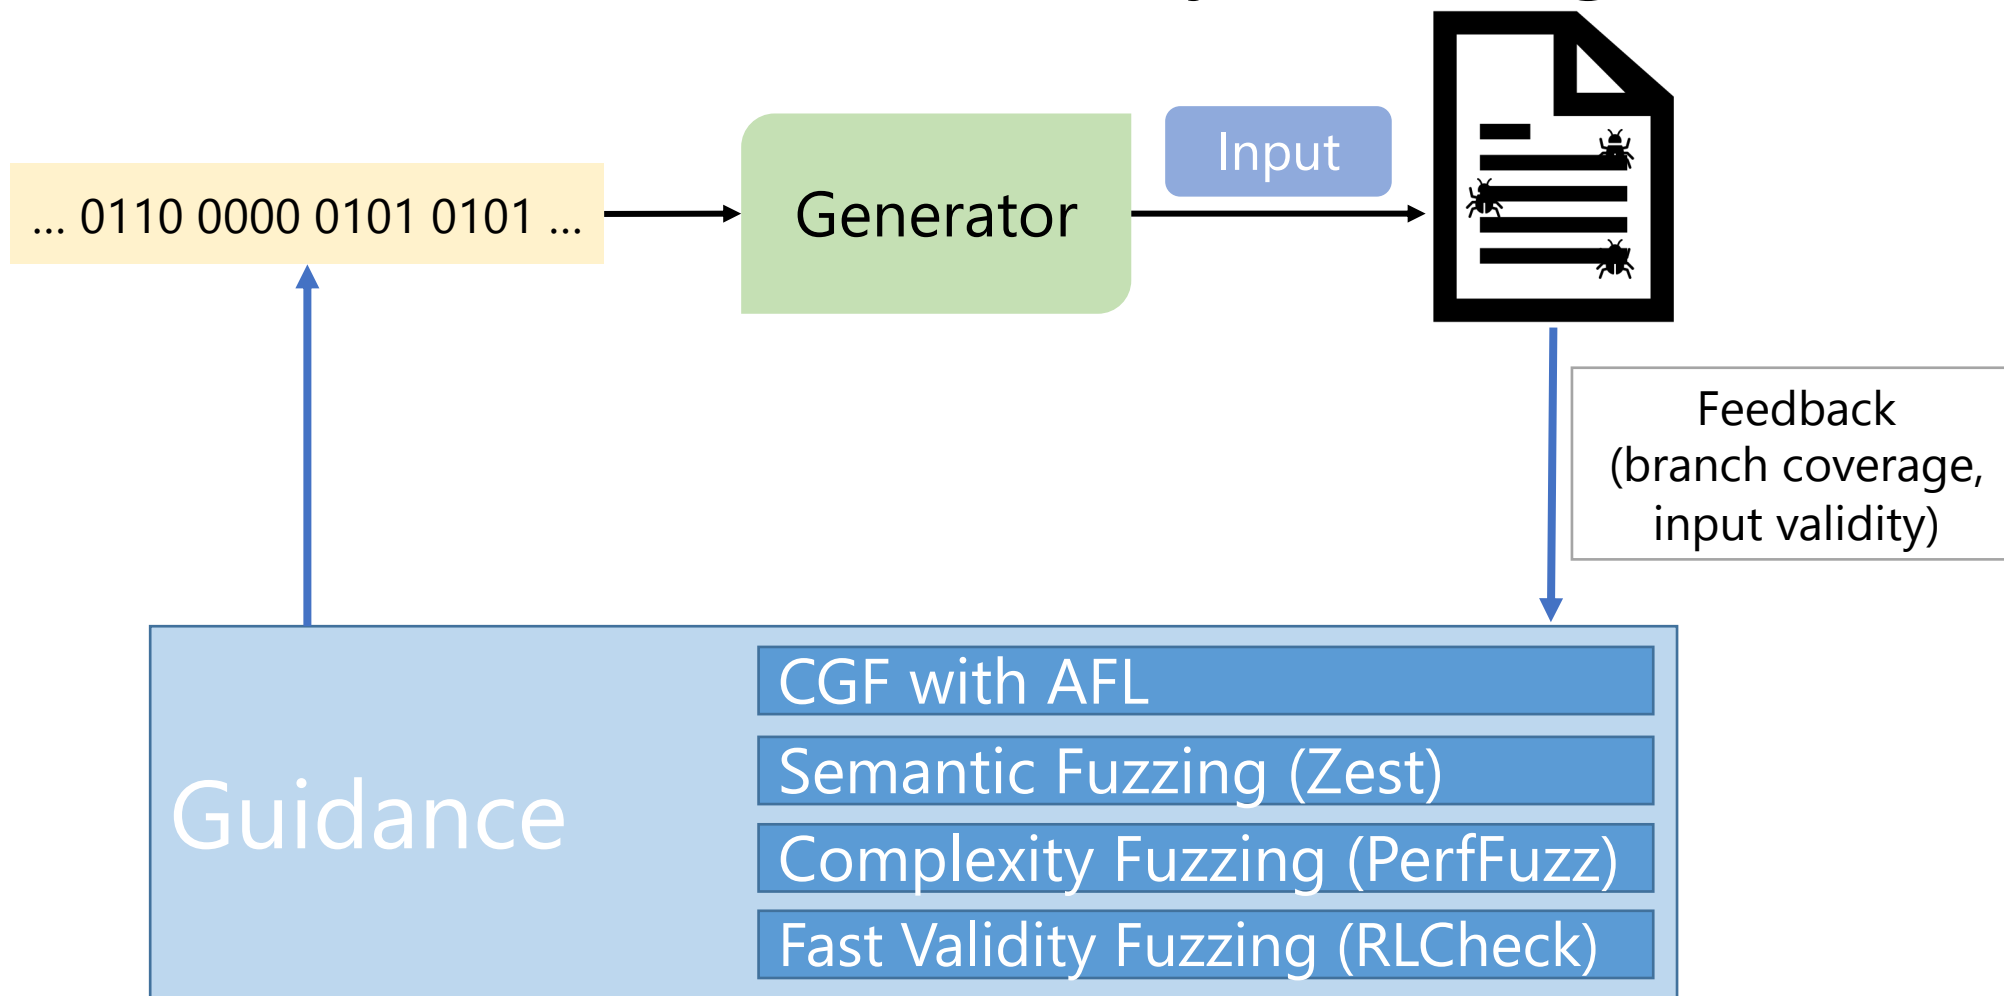 ... 0110 0000 0101 0101 ...
Generator
Input
Feedback
(branch coverage,
input validity)
Guidance
CGF with AFL
Semantic Fuzzing (Zest)
Complexity Fuzzing (PerfFuzz)
Fast Validity Fuzzing (RLCheck)